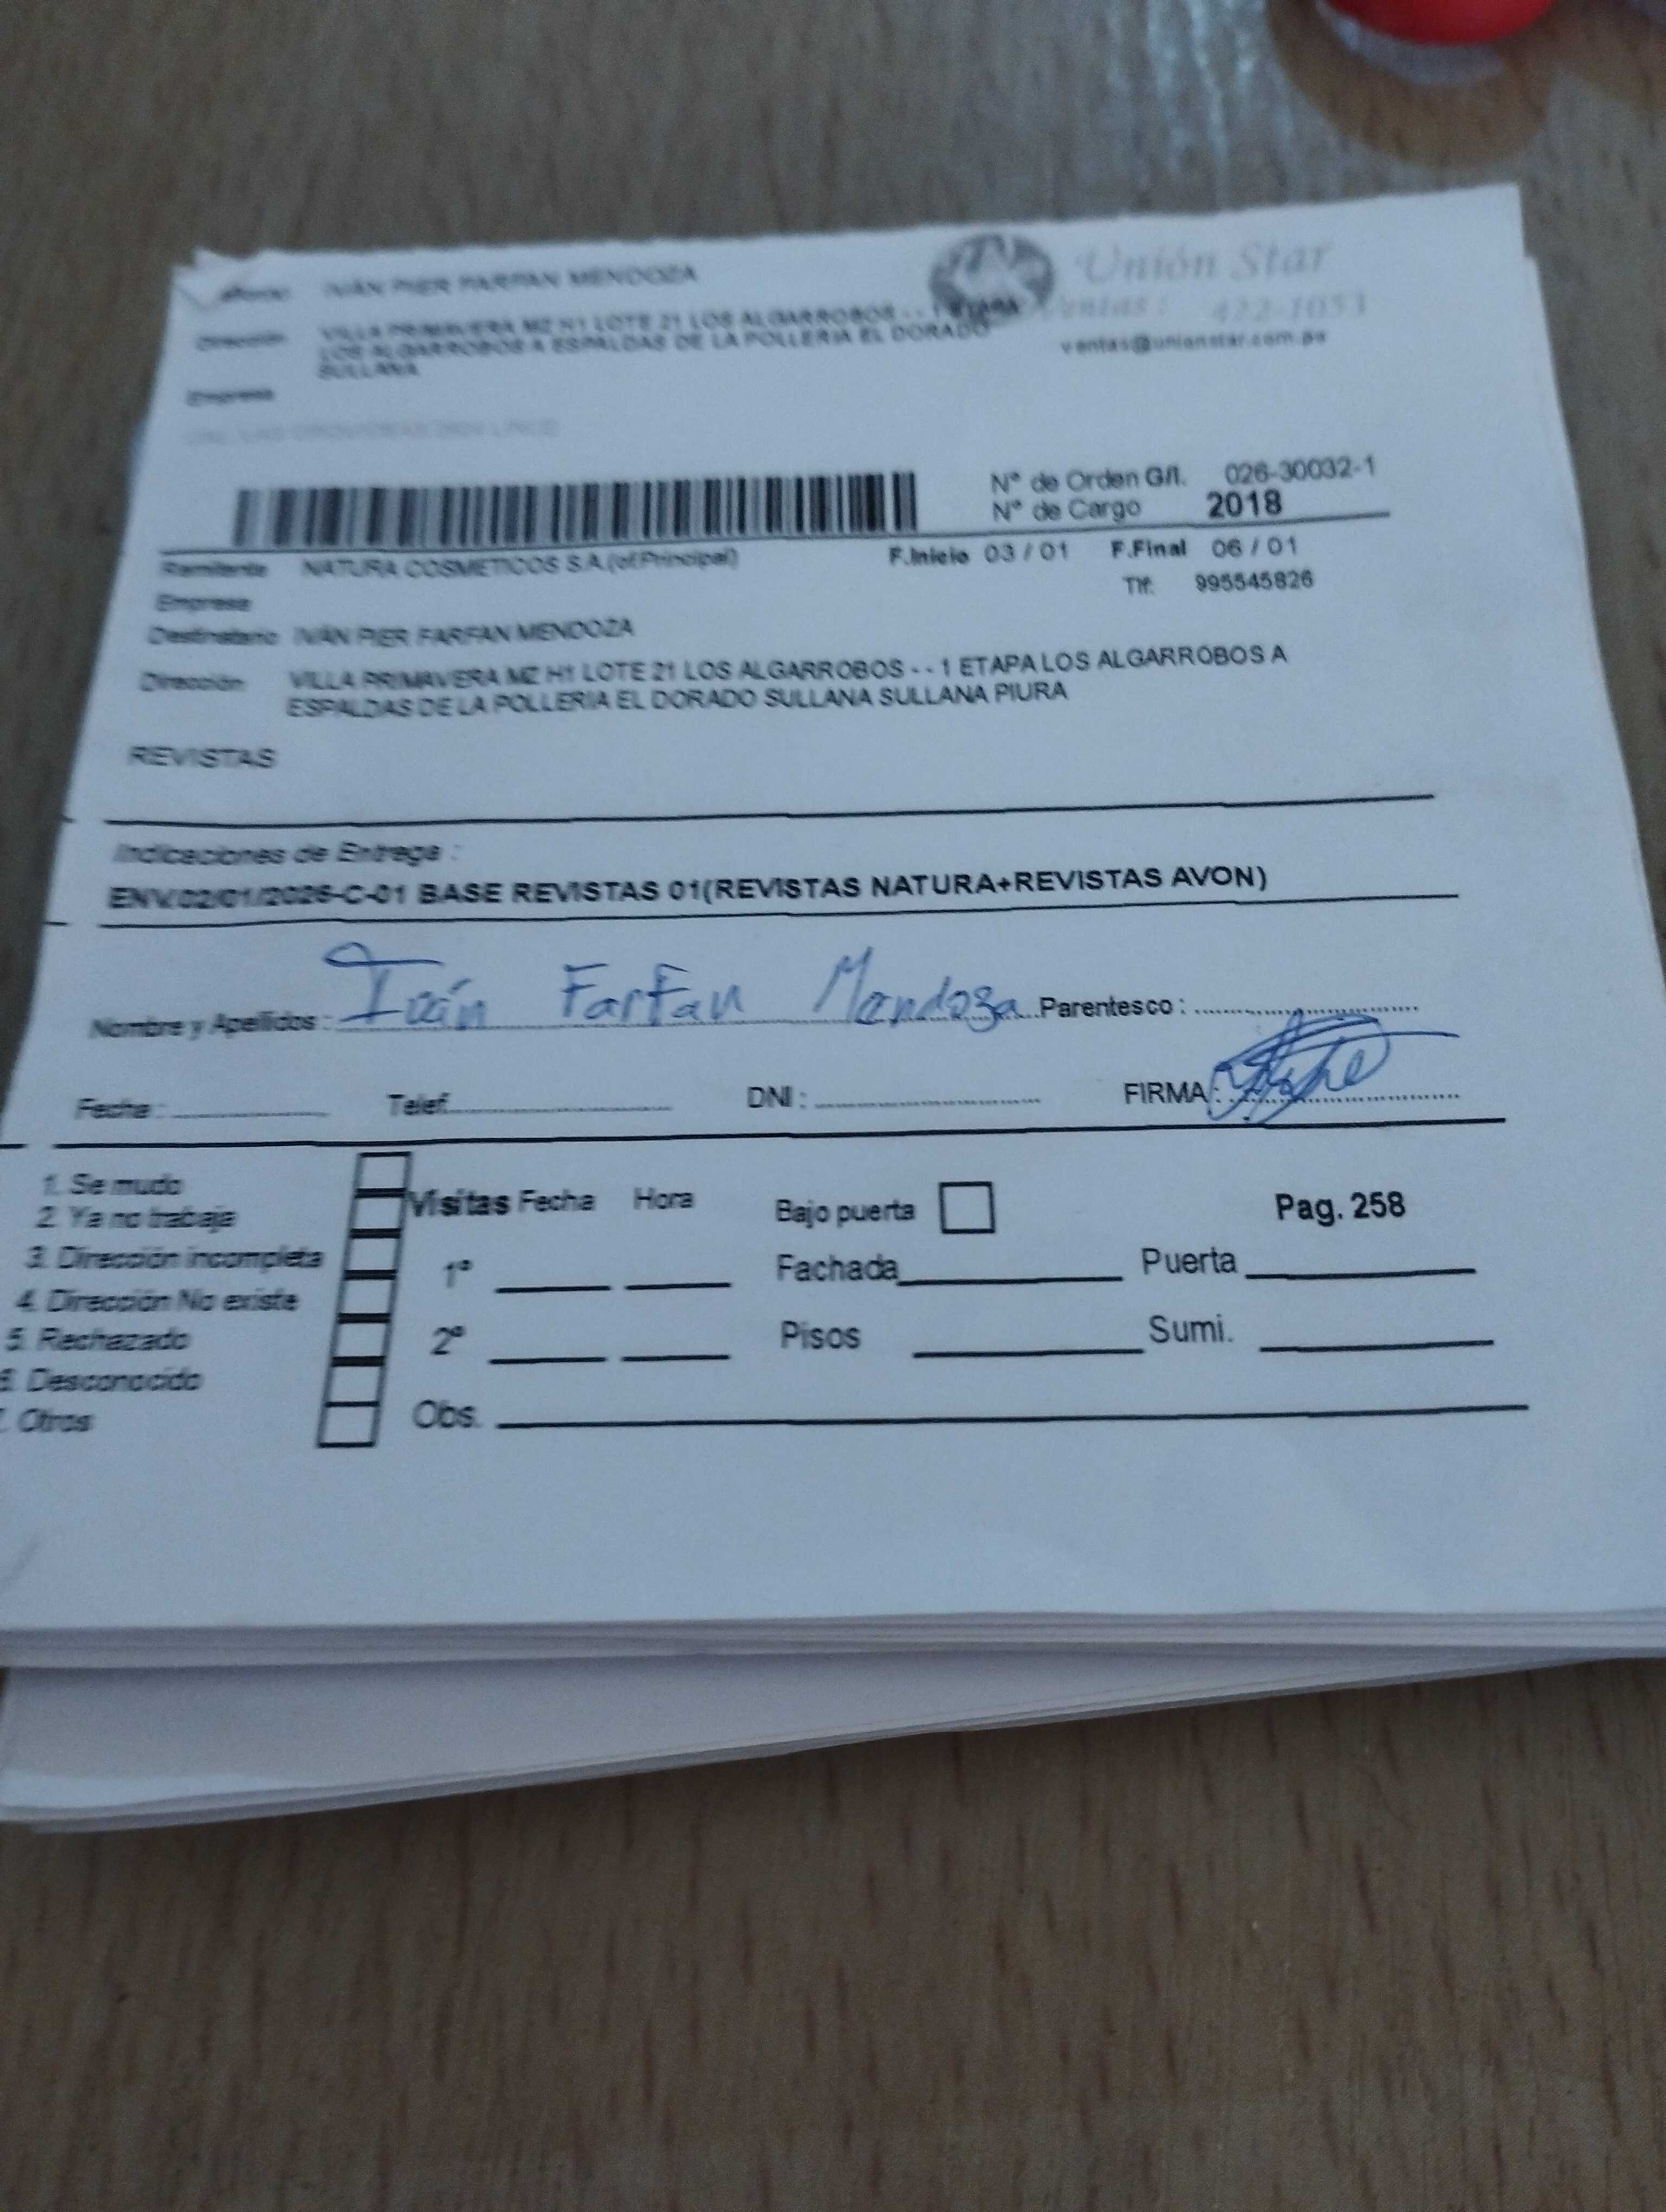 IVÁN PIER FARFAN MENDOZA
Unión Star
Ventas: 422-1053
ventas@unionstar.com.pe
Dirección VILLA PRIMAVERA MZ H1 LOTE 21 LOS ALGARROBOS - - 1 ETAPA
LOS ALGARROBOS A ESPALDAS DE LA POLLERIA EL DORADO
SULLANA
Empresa
N° de Orden G/I. 026-30032-1
N° de Cargo 2018
Remitente NATURA COSMETICOS S.A.(of.Principal) F.Inicio 03 / 01 F.Final 06 / 01
Empresa Tlf: 995545826
Destinatario IVÁN PIER FARFAN MENDOZA
Dirección VILLA PRIMAVERA MZ H1 LOTE 21 LOS ALGARROBOS - - 1 ETAPA LOS ALGARROBOS A
ESPALDAS DE LA POLLERIA EL DORADO SULLANA SULLANA PIURA
REVISTAS
Indicaciones de Entrega :
ENV.02/01/2026-C-01 BASE REVISTAS 01(REVISTAS NATURA+REVISTAS AVON)
Nombre y Apellidos : Iván Farfan Mendoza Parentesco :
Fecha : Telef. DNI : FIRMA :
1. Se mudo
2. Ya no trabaja
3. Dirección incompleta
4. Dirección No existe
5. Rechazado
6. Desconocido
7. Otros
Visitas Fecha Hora Bajo puerta Pag. 258
1° Fachada Puerta
2° Pisos Sumi.
Obs.